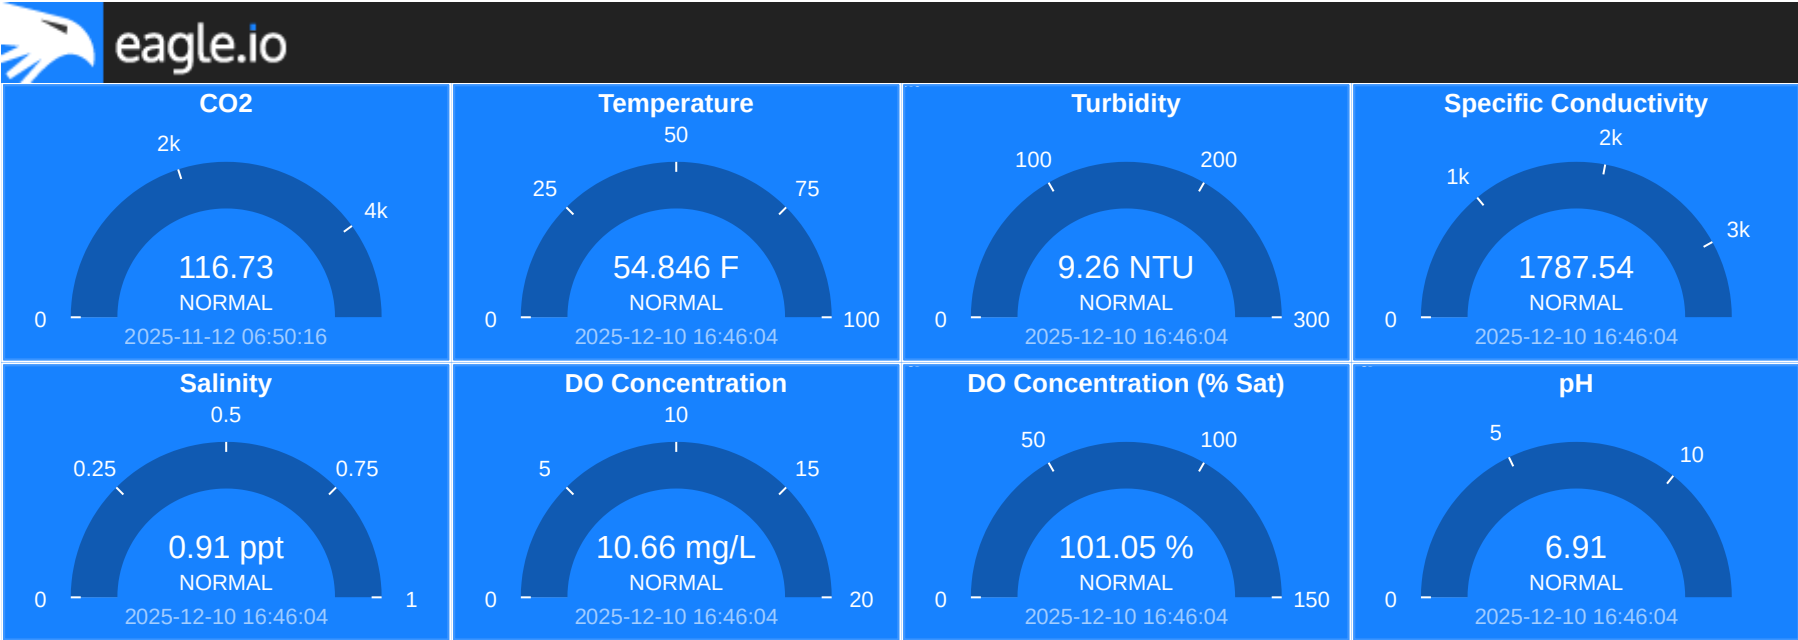 eagle.io
CO2
2k
4k
116.73
NORMAL
0
2025-11-12 06:50:16
Temperature
50
25
75
54.846 F
NORMAL
0
100
2025-12-10 16:46:04
Turbidity
100
200
9.26 NTU
NORMAL
0
300
2025-12-10 16:46:04
Specific Conductivity
2k
1k
3k
1787.54
NORMAL
0
2025-12-10 16:46:04
Salinity
0.5
0.25
0.75
0.91 ppt
NORMAL
0
1
2025-12-10 16:46:04
DO Concentration
10
5
15
10.66 mg/L
NORMAL
0
20
2025-12-10 16:46:04
DO Concentration (% Sat)
50
100
101.05 %
NORMAL
0
150
2025-12-10 16:46:04
pH
5
10
6.91
NORMAL
0
2025-12-10 16:46:04